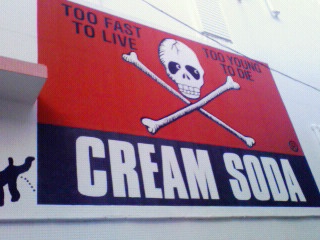 TOO FAST
TO LIVE
TOO YOUNG
TO DIE
CREAM SODA